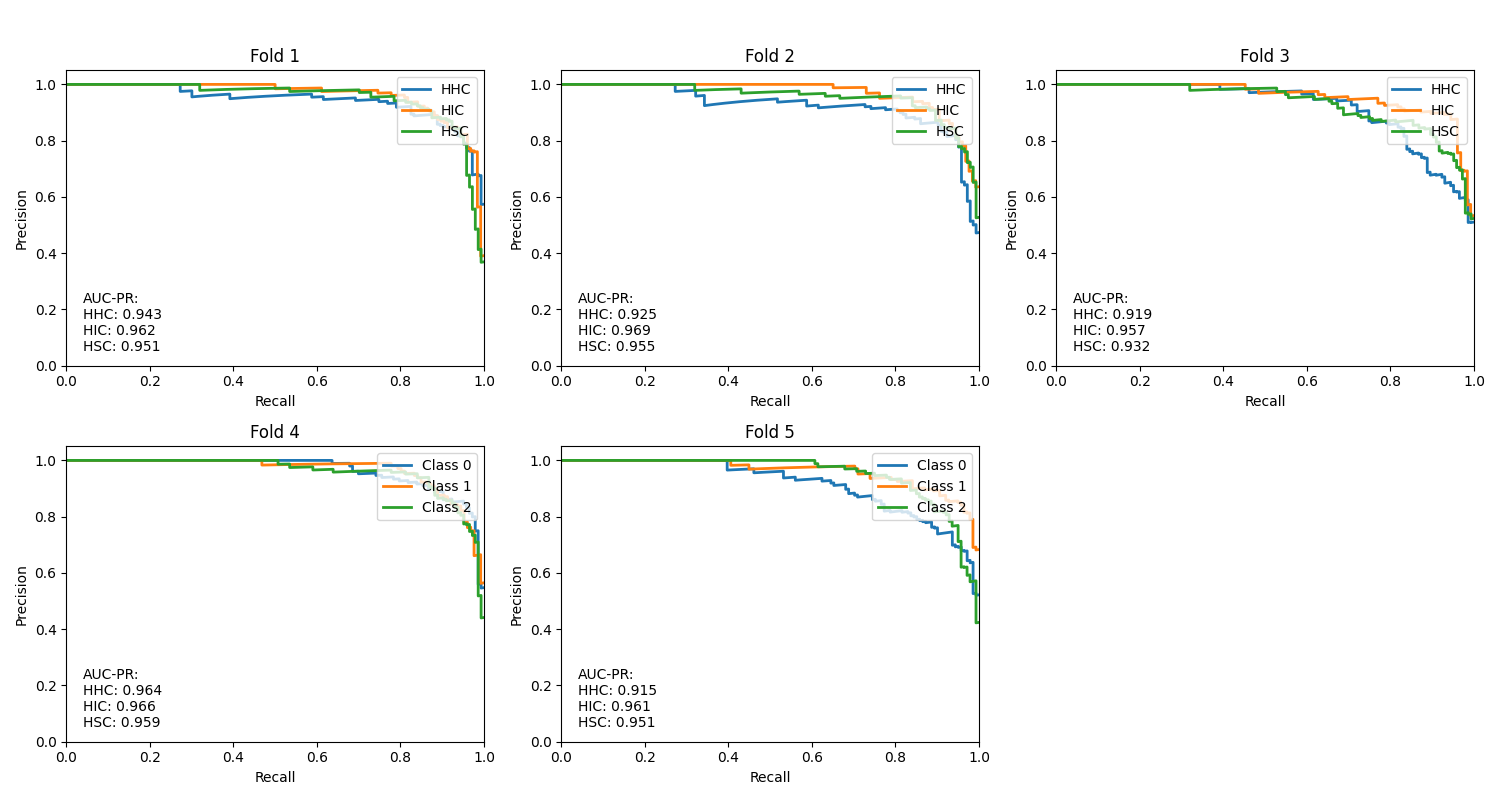 Fold 1
1.0
0.8
0.6
0.4
0.2
0.0
Precision
HHC
HIC
HSC
AUC-PR:
HHC: 0.943
HIC: 0.962
HSC: 0.951
0.0 0.2 0.4 0.6 0.8 1.0
Recall
Fold 2
1.0
0.8
0.6
0.4
0.2
0.0
Precision
HHC
HIC
HSC
AUC-PR:
HHC: 0.925
HIC: 0.969
HSC: 0.955
0.0 0.2 0.4 0.6 0.8 1.0
Recall
Fold 3
1.0
0.8
0.6
0.4
0.2
0.0
Precision
HHC
HIC
HSC
AUC-PR:
HHC: 0.919
HIC: 0.957
HSC: 0.932
0.0 0.2 0.4 0.6 0.8 1.0
Recall
Fold 4
1.0
0.8
0.6
0.4
0.2
0.0
Precision
Class 0
Class 1
Class 2
AUC-PR:
HHC: 0.964
HIC: 0.966
HSC: 0.959
0.0 0.2 0.4 0.6 0.8 1.0
Recall
Fold 5
1.0
0.8
0.6
0.4
0.2
0.0
Precision
Class 0
Class 1
Class 2
AUC-PR:
HHC: 0.915
HIC: 0.961
HSC: 0.951
0.0 0.2 0.4 0.6 0.8 1.0
Recall